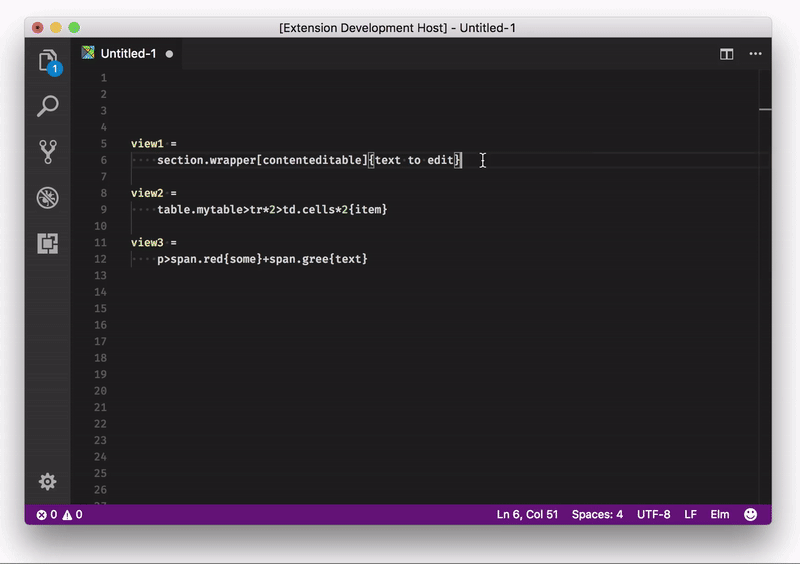 [Extension Development Host] - Untitled-1
1
Untitled-1
1
2
3
4
5 view1 =
6 ····section.wrapper[contenteditable]{text to edit}
7
8 view2 =
9 ····table.mytable>tr*2>td.cells*2{item}
10
11 view3 =
12 ····p>span.red{some}+span.gree{text}
13
14
15
16
17
18
19
20
21
22
23
24
25
26
27
0 0 Ln 6, Col 51 Spaces: 4 UTF-8 LF Elm